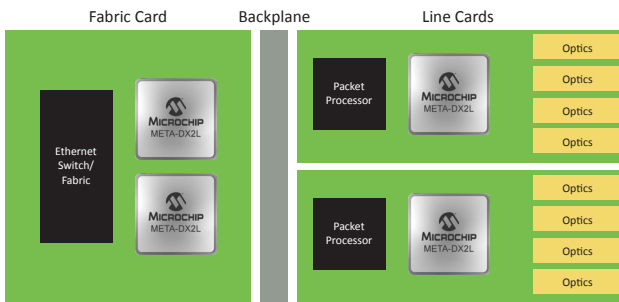 Fabric Card
Backplane
Line Cards
Ethernet
Switch/
Fabric
MICROCHIP
META-DX2L
MICROCHIP
META-DX2L
Packet
Processor
MICROCHIP
META-DX2L
Optics
Optics
Optics
Optics
Packet
Processor
MICROCHIP
META-DX2L
Optics
Optics
Optics
Optics